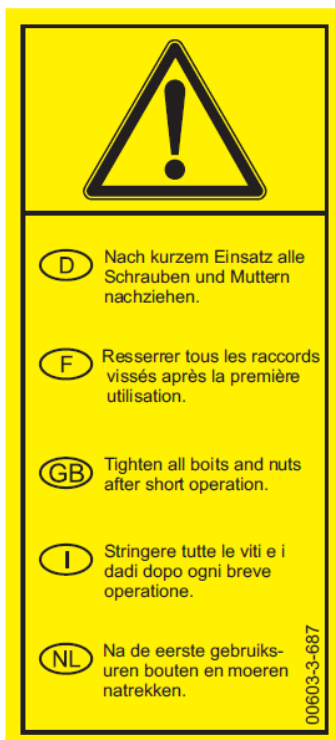 D
Nach kurzem Einsatz alle
Schrauben und Muttern
nachziehen.
F
Resserrer tous les raccords
vissés après la première
utilisation.
GB
Tighten all boits and nuts
after short operation.
I
Stringere tutte le viti e i
dadi dopo ogni breve
operatione.
NL
Na de eerste gebruiks-
uren bouten en moeren
natrekken.
00603-3-687